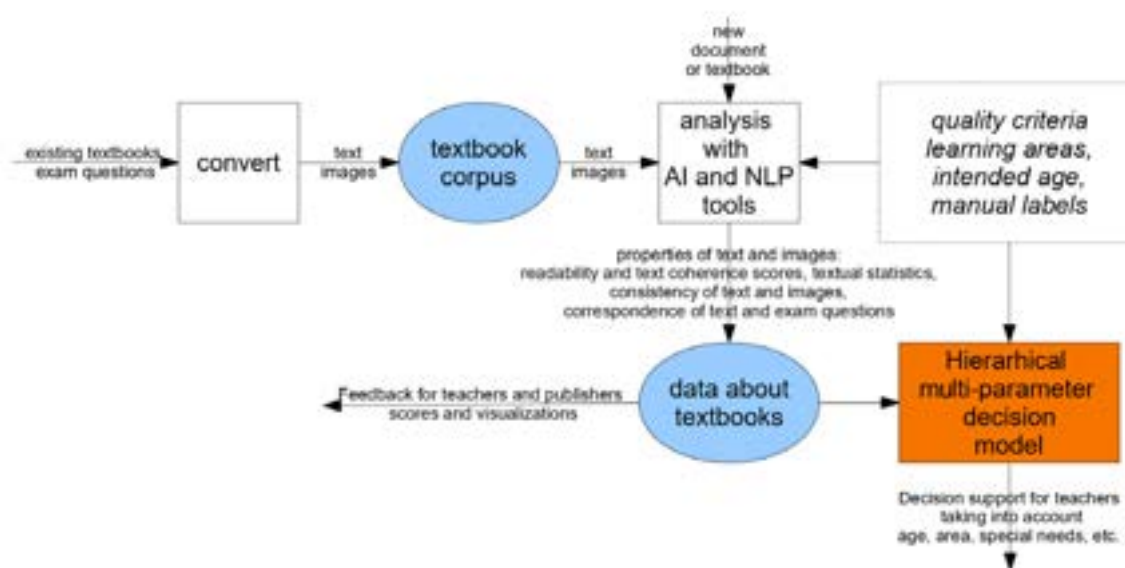 new
document
or textbook
existing textbooks
exam questions
convert
text
images
textbook
corpus
text
images
analysis
with
AI and NLP
tools
quality criteria
learning areas,
intended age,
manual labels
properties of text and images:
readability and text coherence scores, textual statistics,
consistency of text and images,
correspondence of text and exam questions
Feedback for teachers and publishers
scores and visualizations
data about
textbooks
Hierarhical
multi-parameter
decision
model
Decision support for teachers
taking into account
age, area, special needs, etc.